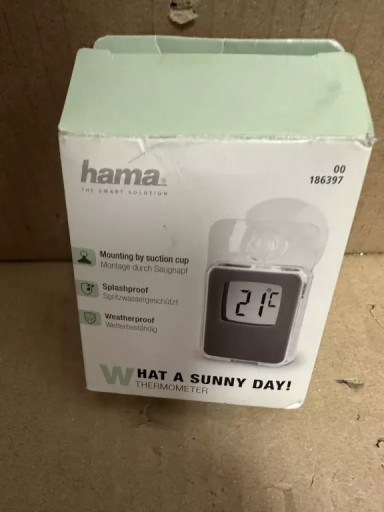 hama
THE SMART SOLUTION
00
186397
Mounting by suction cup
Montage durch Saugnapf
Splashproof
Spritzwassergeschützt
Weatherproof
Wetterbeständig
21°C
WHAT A SUNNY DAY!
THERMOMETER